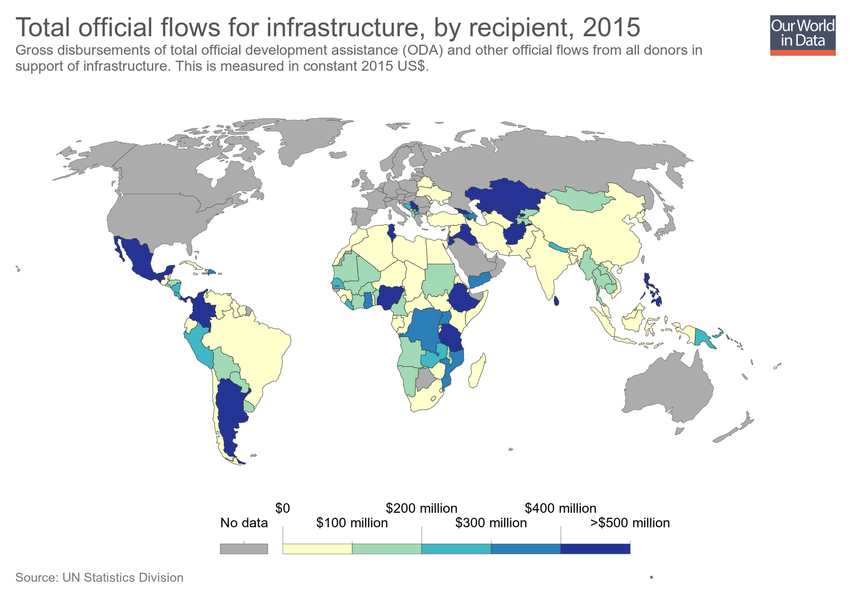 Total official flows for infrastructure, by recipient, 2015
Gross disbursements of total official development assistance (ODA) and other official flows from all donors in
support of infrastructure. This is measured in constant 2015 US$.
Our World
in Data
$0
$200 million
$400 million
No data
$100 million
$300 million
>$500 million
Source: UN Statistics Division